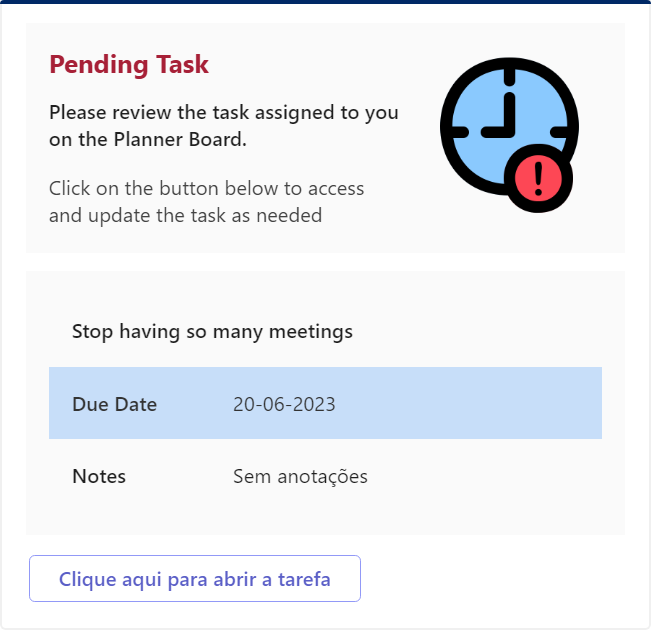 Pending Task
Please review the task assigned to you
on the Planner Board.
Click on the button below to access
and update the task as needed
Stop having so many meetings
Due Date 20-06-2023
Notes Sem anotações
Clique aqui para abrir a tarefa